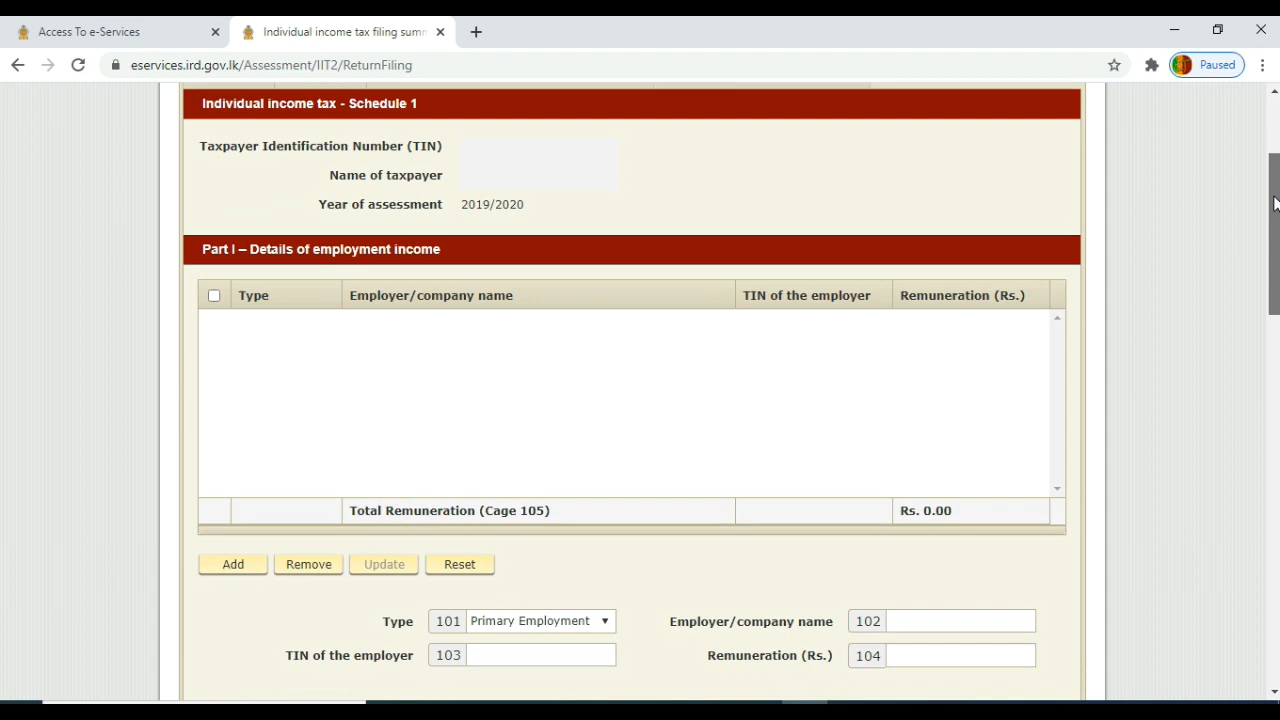 Access To e-Services
Individual income tax filing sum
eservices.ird.gov.lk/Assessment/IIT2/ReturnFiling
Paused
Individual income tax - Schedule 1
Taxpayer Identification Number (TIN)
Name of taxpayer
Year of assessment 2019/2020
Part I – Details of employment income
Type Employer/company name TIN of the employer Remuneration (Rs.)
Total Remuneration (Cage 105) Rs. 0.00
Add Remove Update Reset
Type 101 Primary Employment Employer/company name 102
TIN of the employer 103 Remuneration (Rs.) 104